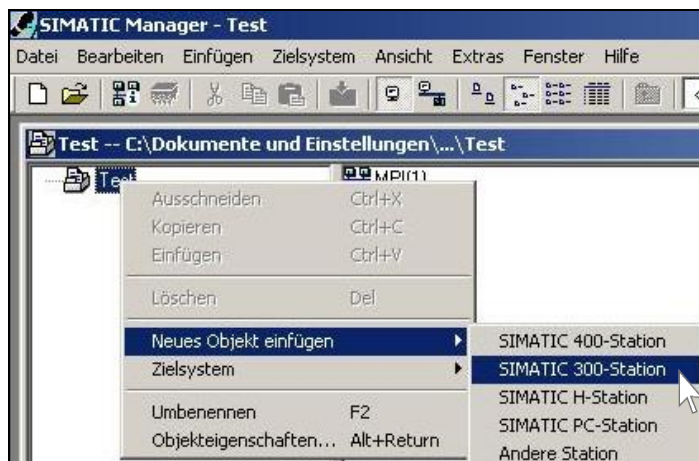 SIMATIC Manager - Test
Datei Bearbeiten Einfügen Zielsystem Ansicht Extras Fenster Hilfe
Test -- C:\Dokumente und Einstellungen\...\Test
Test MPI(1)
Ausschneiden Ctrl+X
Kopieren Ctrl+C
Einfügen Ctrl+V
Löschen Del
Neues Objekt einfügen
Zielsystem
Umbenennen F2
Objekteigenschaften... Alt+Return
SIMATIC 400-Station
SIMATIC 300-Station
SIMATIC H-Station
SIMATIC PC-Station
Andere Station